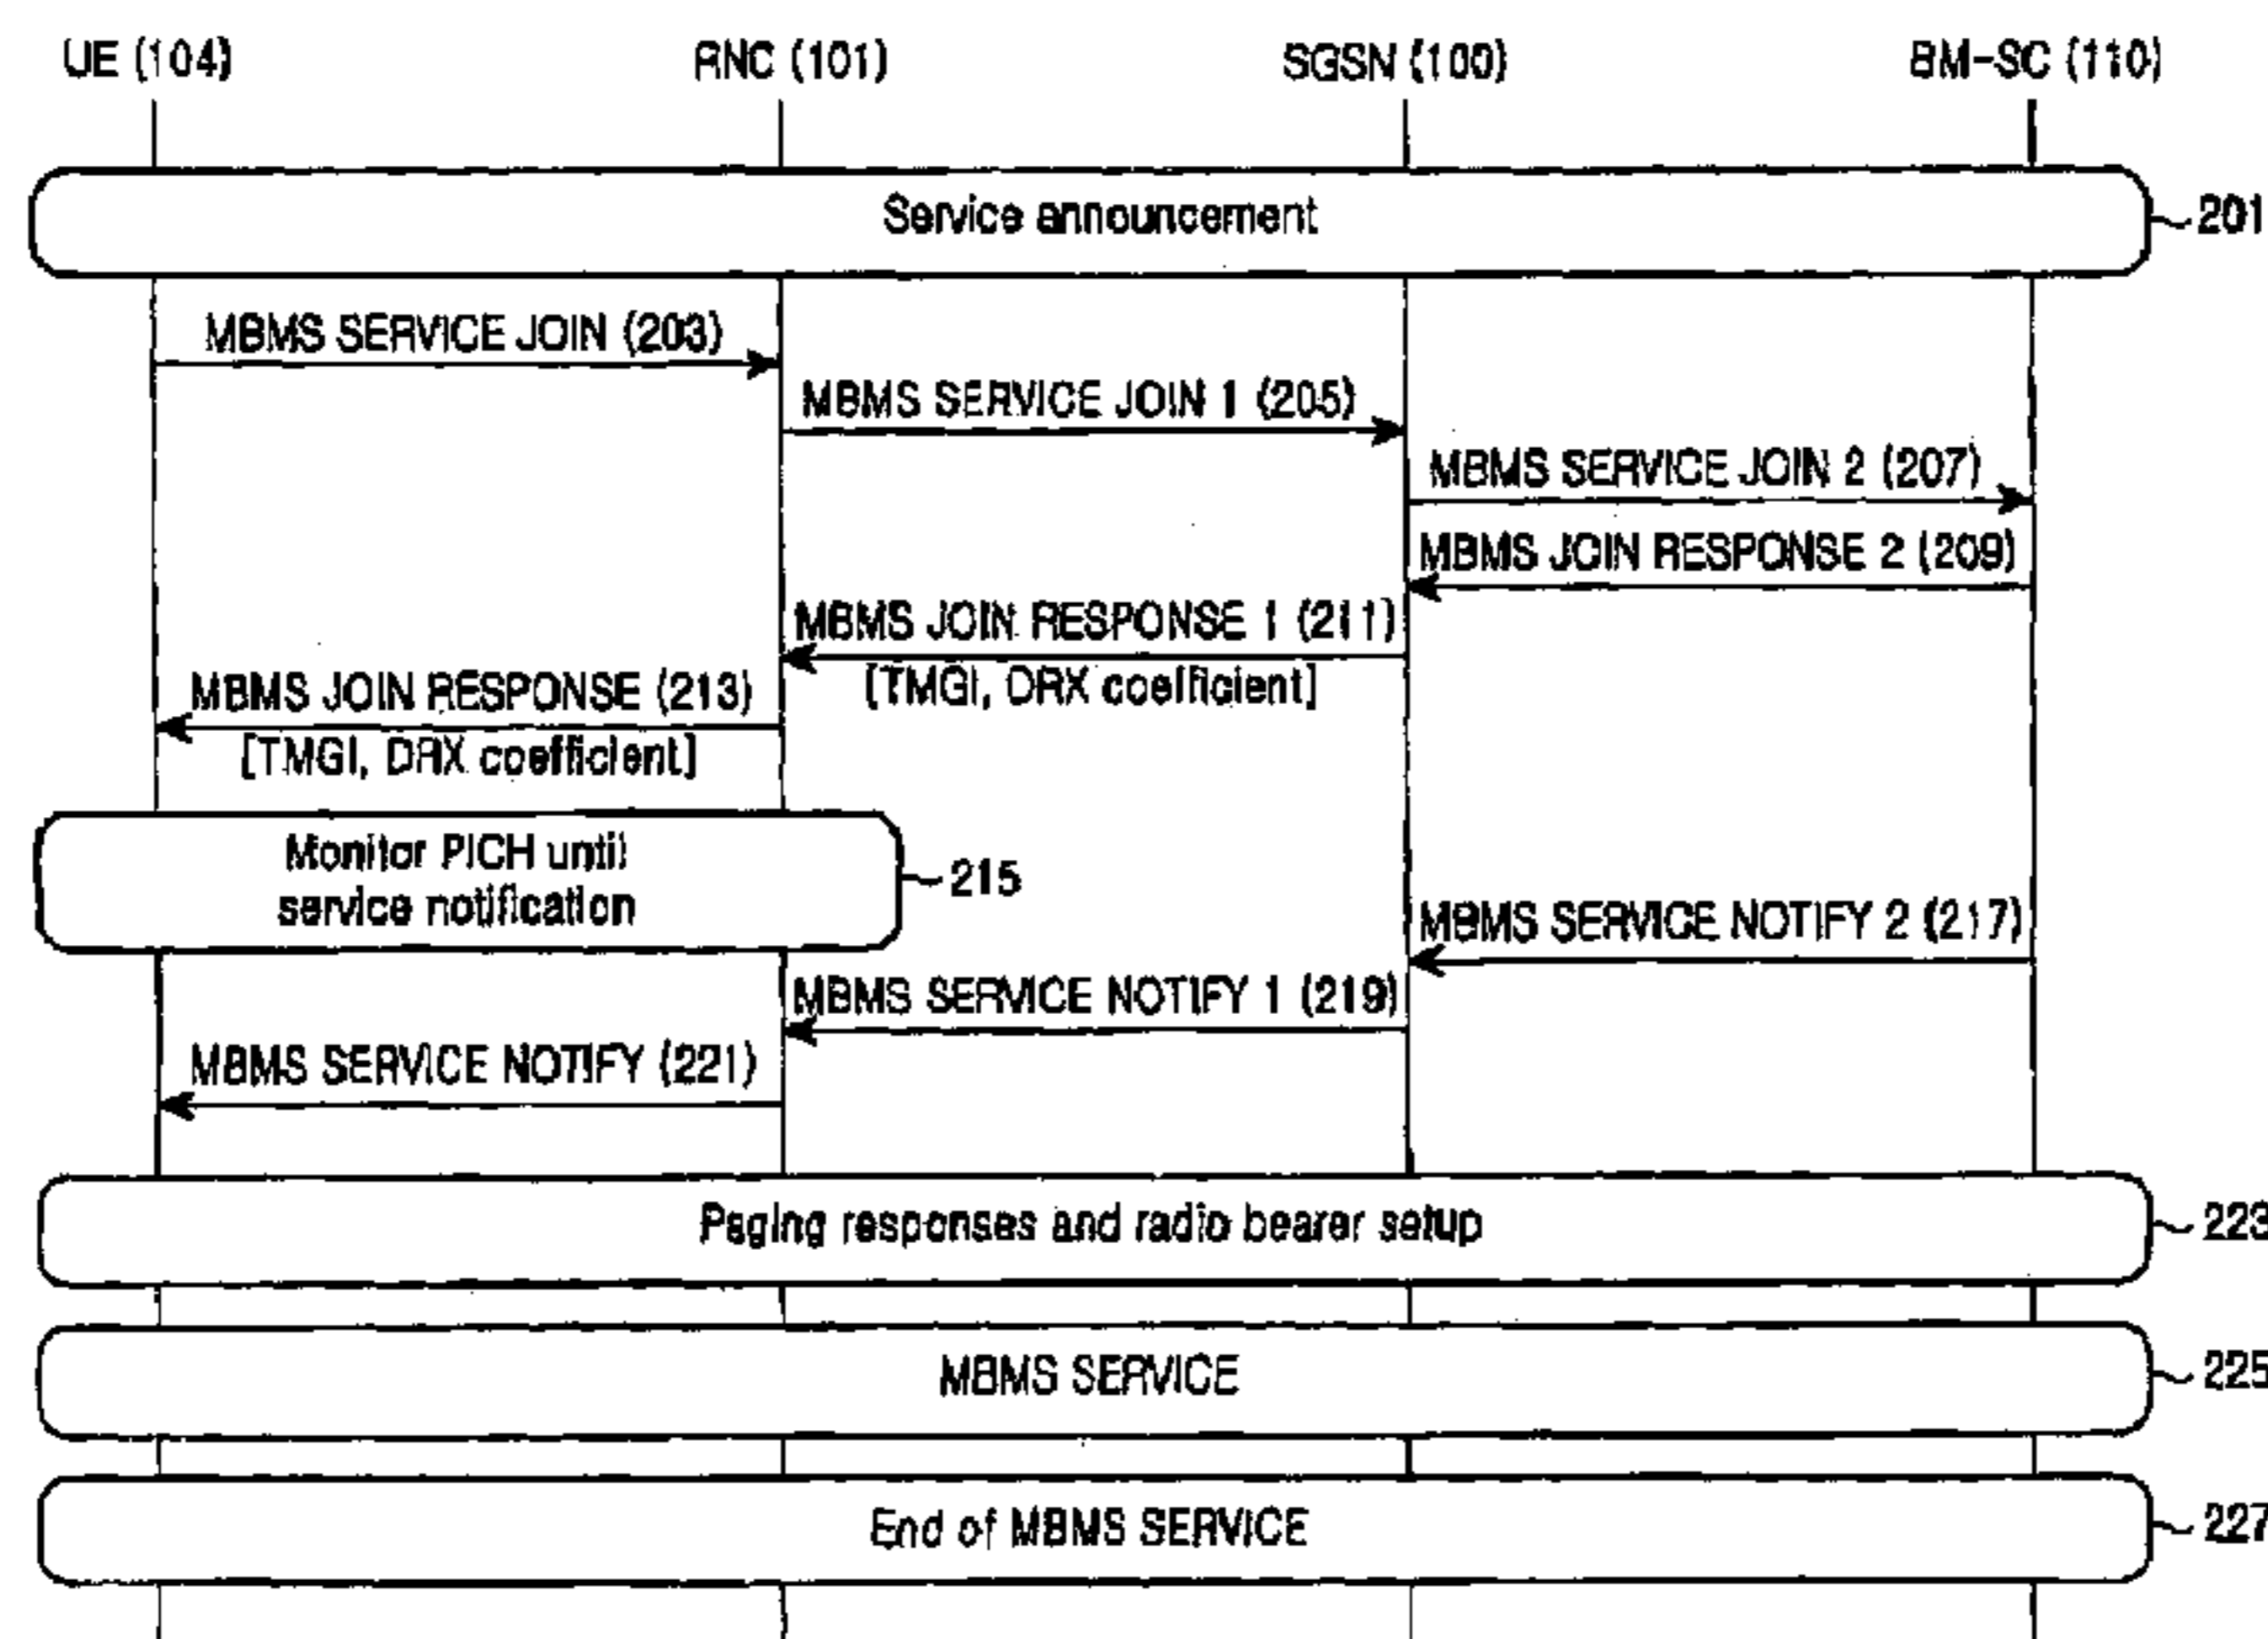 UE (104)
RNC (101)
SGSN (100)
BM-SC (110)
Service announcement
201
MBMS SERVICE JOIN (203)
MBMS SERVICE JOIN 1 (205)
MBMS SERVICE JOIN 2 (207)
MBMS JOIN RESPONSE 2 (209)
MBMS JOIN RESPONSE 1 (211)
[TMGI, DRX coefficient]
MBMS JOIN RESPONSE (213)
[TMGI, DRX coefficient]
Monitor PICH until
service notification
215
MBMS SERVICE NOTIFY 2 (217)
MBMS SERVICE NOTIFY 1 (219)
MBMS SERVICE NOTIFY (221)
Paging responses and radio bearer setup
223
MBMS SERVICE
225
End of MBMS SERVICE
227